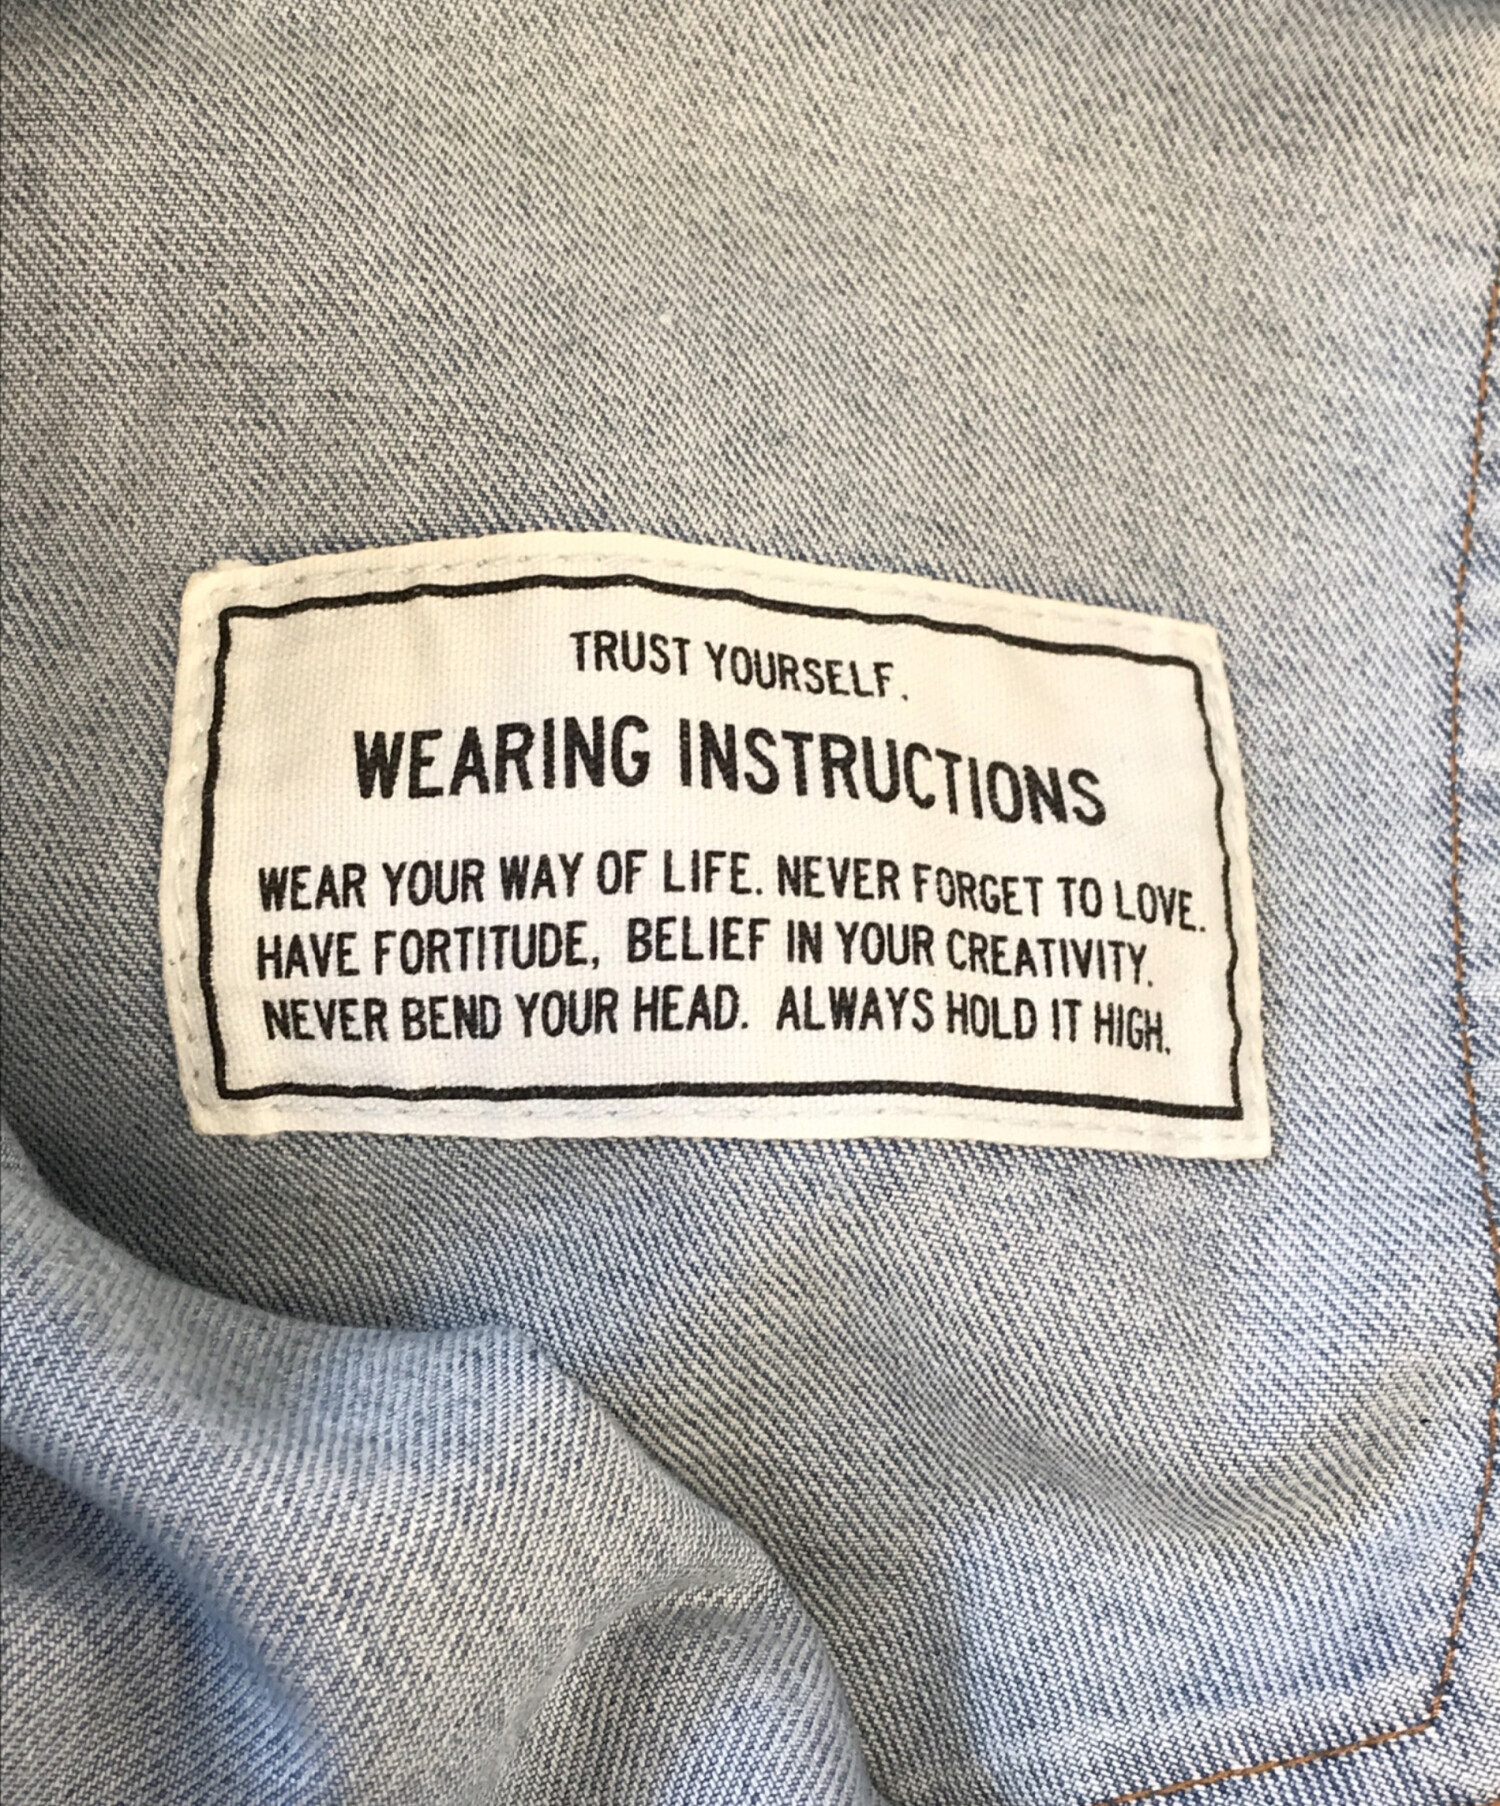 TRUST YOURSELF.
WEARING INSTRUCTIONS
WEAR YOUR WAY OF LIFE. NEVER FORGET TO LOVE.
HAVE FORTITUDE, BELIEF IN YOUR CREATIVITY.
NEVER BEND YOUR HEAD. ALWAYS HOLD IT HIGH.